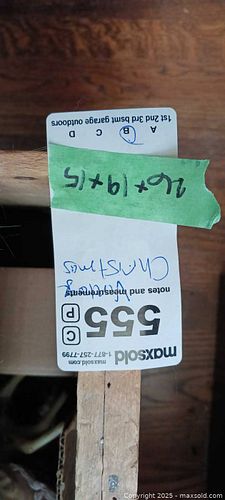 maxsold
maxsold.com 1-877-257-7799
555
C
P
notes and measurements
Various
Christmas
26+19+15
A B C D
1st 2nd 3rd bsmt garage outdoors
Copyright 2025 - maxsold.com